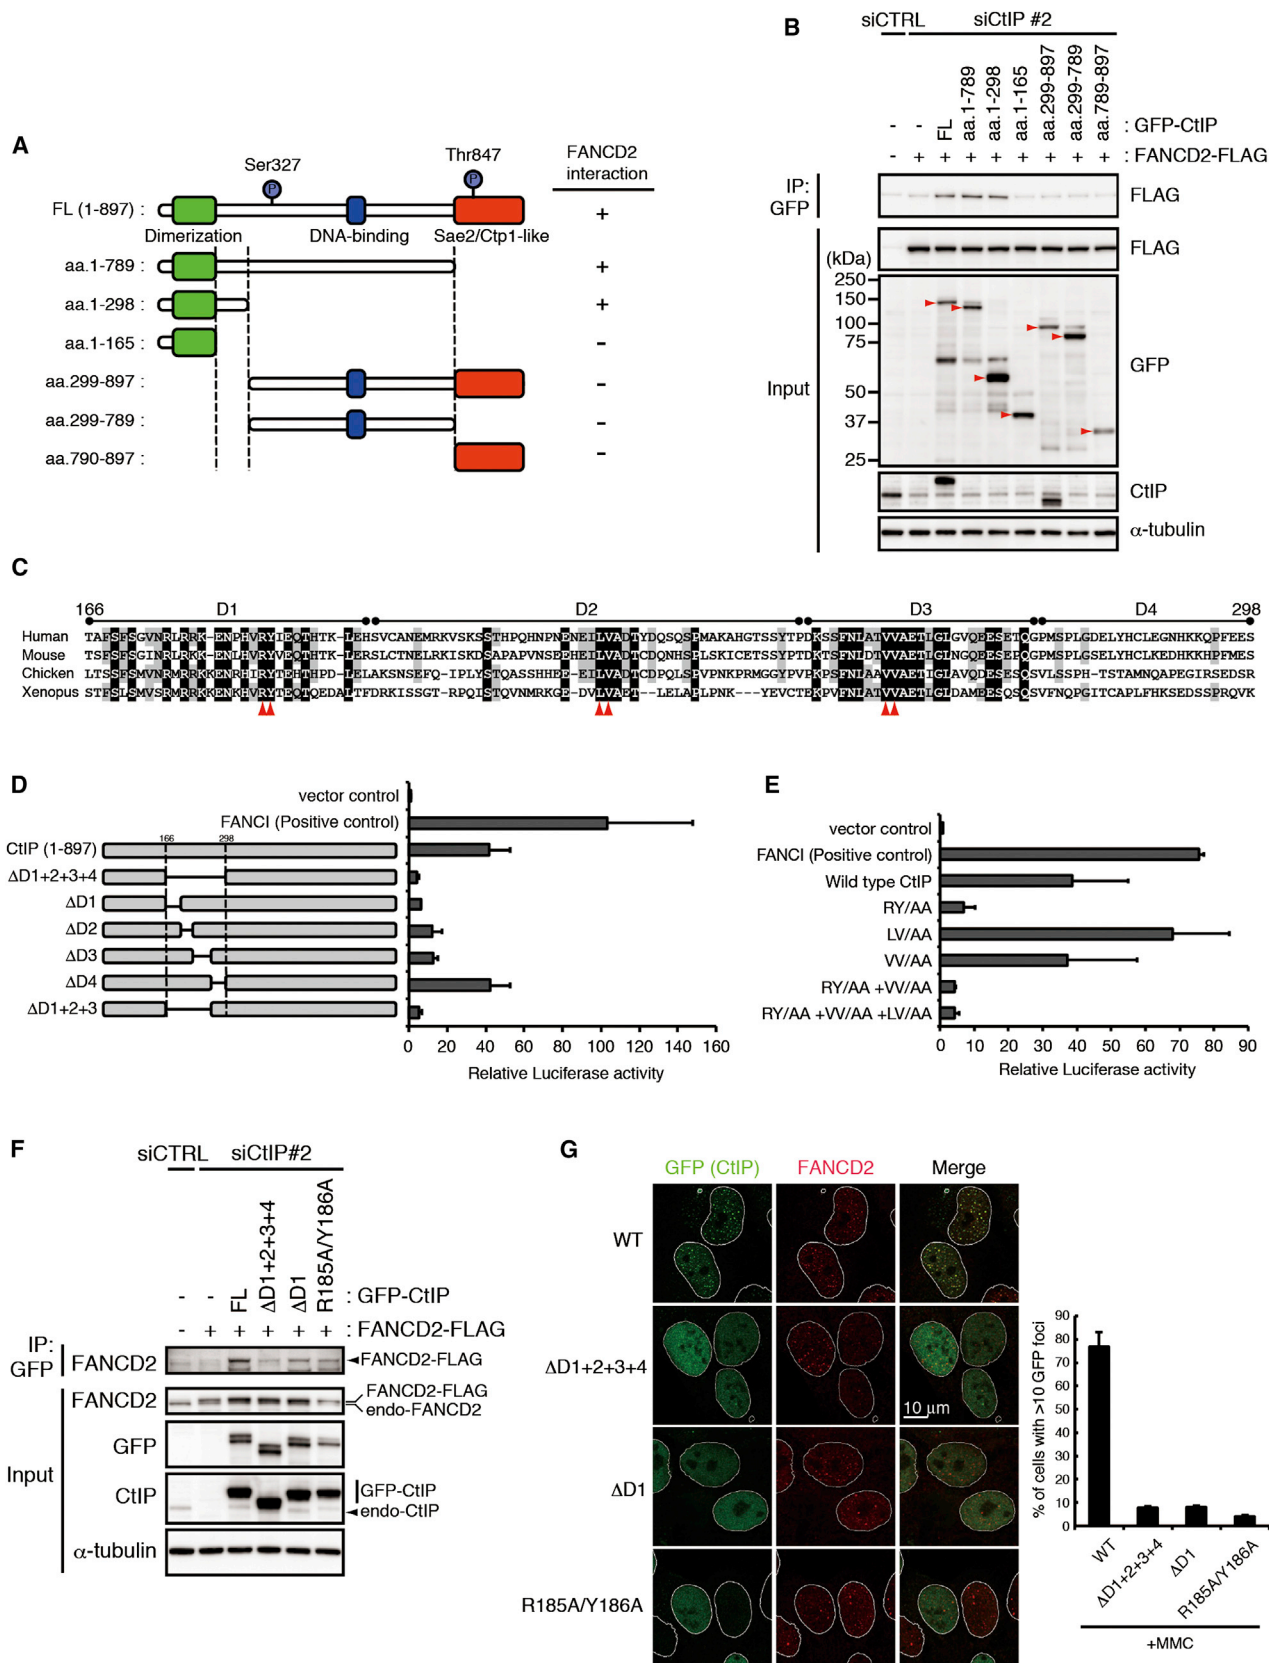 A
FANCD2 interaction
Ser327
Thr847
P
P
FL (1-897)
+
Dimerization
DNA-binding
Sae2/Ctp1-like
aa.1-789 :
+
aa.1-298 :
+
aa.1-165 :
-
aa.299-897 :
-
aa.299-789 :
-
aa.790-897 :
-
B
siCTRL
siCtIP #2
- - FL aa.1-789 aa.1-298 aa.1-165 aa.299-897 aa.299-789 aa.789-897 : GFP-CtIP
- + + + + + + + + : FANCD2-FLAG
IP: GFP
FLAG
Input
FLAG
(kDa)
250
150
100
75
50
37
25
GFP
CtIP
α-tubulin
C
166 D1 D2 D3 D4 298
Human
Mouse
Chicken
Xenopus
D
vector control
FANCI (Positive control)
166 298
CtIP (1-897)
ΔD1+2+3+4
ΔD1
ΔD2
ΔD3
ΔD4
ΔD1+2+3
0 20 40 60 80 100 120 140 160
Relative Luciferase activity
E
vector control
FANCI (Positive control)
Wild type CtIP
RY/AA
LV/AA
VV/AA
RY/AA +VV/AA
RY/AA +VV/AA +LV/AA
0 10 20 30 40 50 60 70 80 90
Relative Luciferase activity
F
siCTRL
siCtIP#2
- - FL ΔD1+2+3+4 ΔD1 R185A/Y186A : GFP-CtIP
- + + + + + : FANCD2-FLAG
IP: GFP
FANCD2
FANCD2-FLAG
Input
FANCD2
FANCD2-FLAG
endo-FANCD2
GFP
CtIP
GFP-CtIP
endo-CtIP
α-tubulin
G
GFP (CtIP)
FANCD2
Merge
WT
ΔD1+2+3+4
10 μm
ΔD1
R185A/Y186A
% of cells with >10 GFP foci
90
80
70
60
50
40
30
20
10
0
WT
ΔD1+2+3+4
ΔD1
R185A/Y186A
+MMC